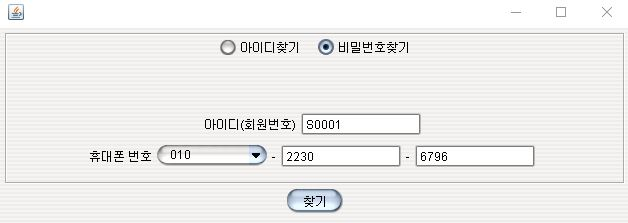 아이디찾기 비밀번호찾기
아이디(회원번호) S0001
휴대폰 번호 010 - 2230 - 6796
찾기